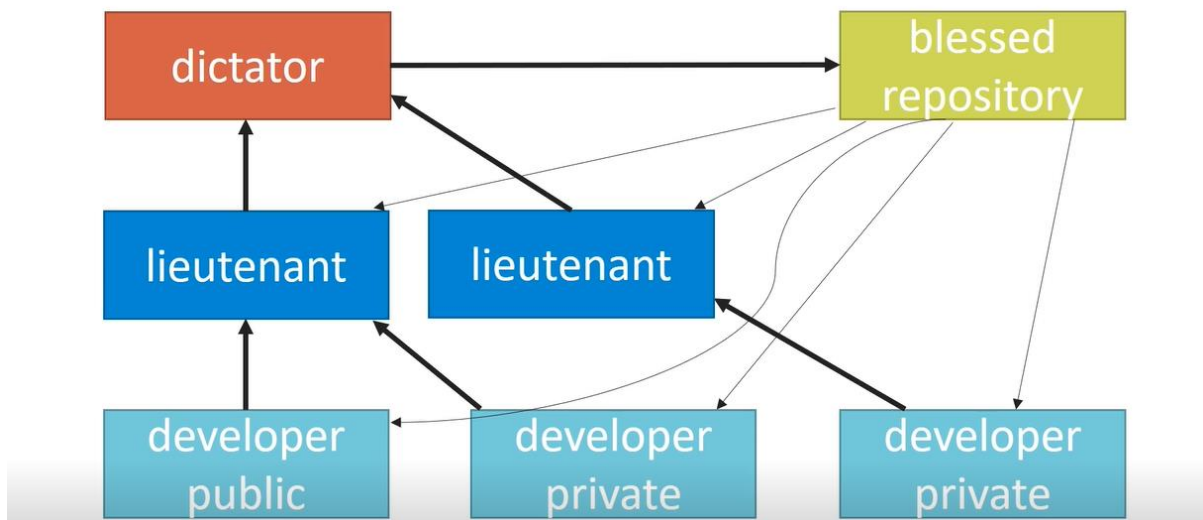 dictator
blessed
repository
lieutenant
lieutenant
developer
public
developer
private
developer
private